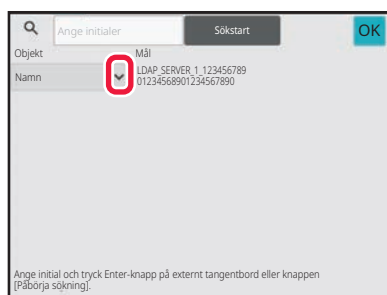 Ange initialer
Sökstart
OK
Objekt
Mål
Namn
LDAP_SERVER_1_123456789
01234568901234567890
Ange initial och tryck Enter-knapp på externt tangentbord eller knappen
[Påbörja sökning].